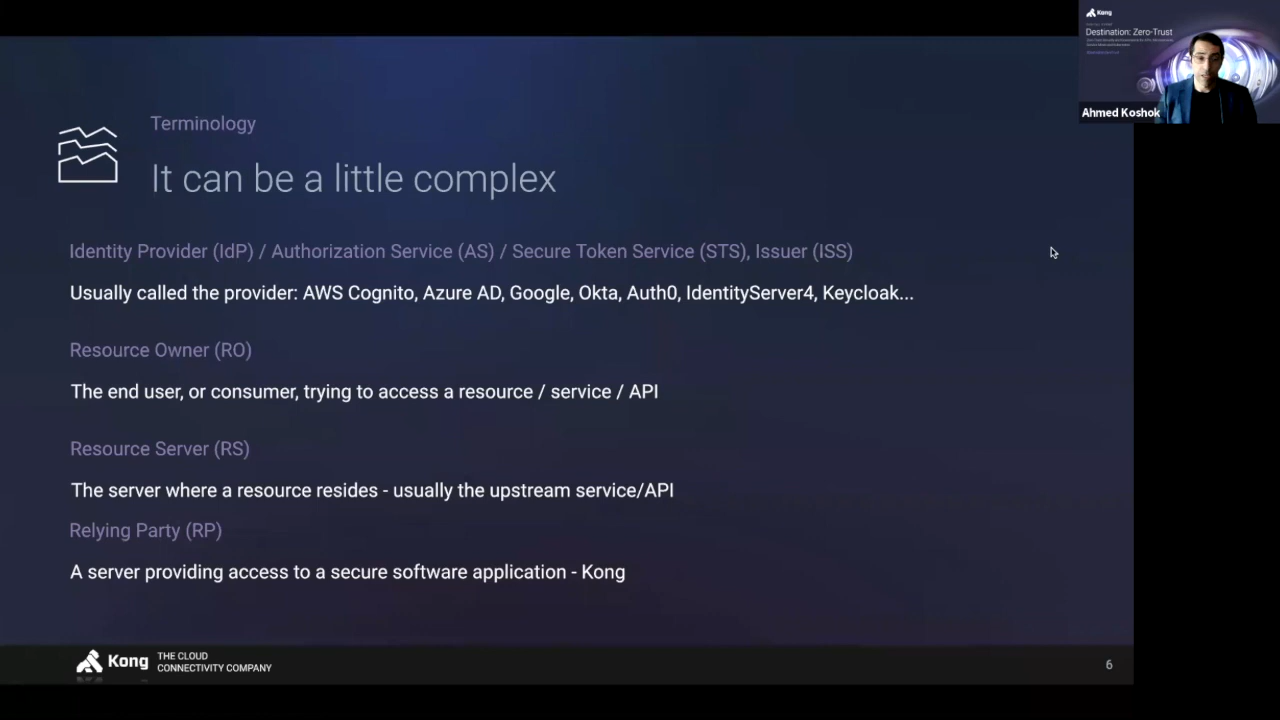 Terminology
It can be a little complex
Identity Provider (IdP) / Authorization Service (AS) / Secure Token Service (STS), Issuer (ISS)
Usually called the provider: AWS Cognito, Azure AD, Google, Okta, Auth0, IdentityServer4, Keycloak...
Resource Owner (RO)
The end user, or consumer, trying to access a resource / service / API
Resource Server (RS)
The server where a resource resides - usually the upstream service/API
Relying Party (RP)
A server providing access to a secure software application - Kong
Kong
THE CLOUD
CONNECTIVITY COMPANY
6
Kong
Destination: Zero-Trust
Ahmed Koshok